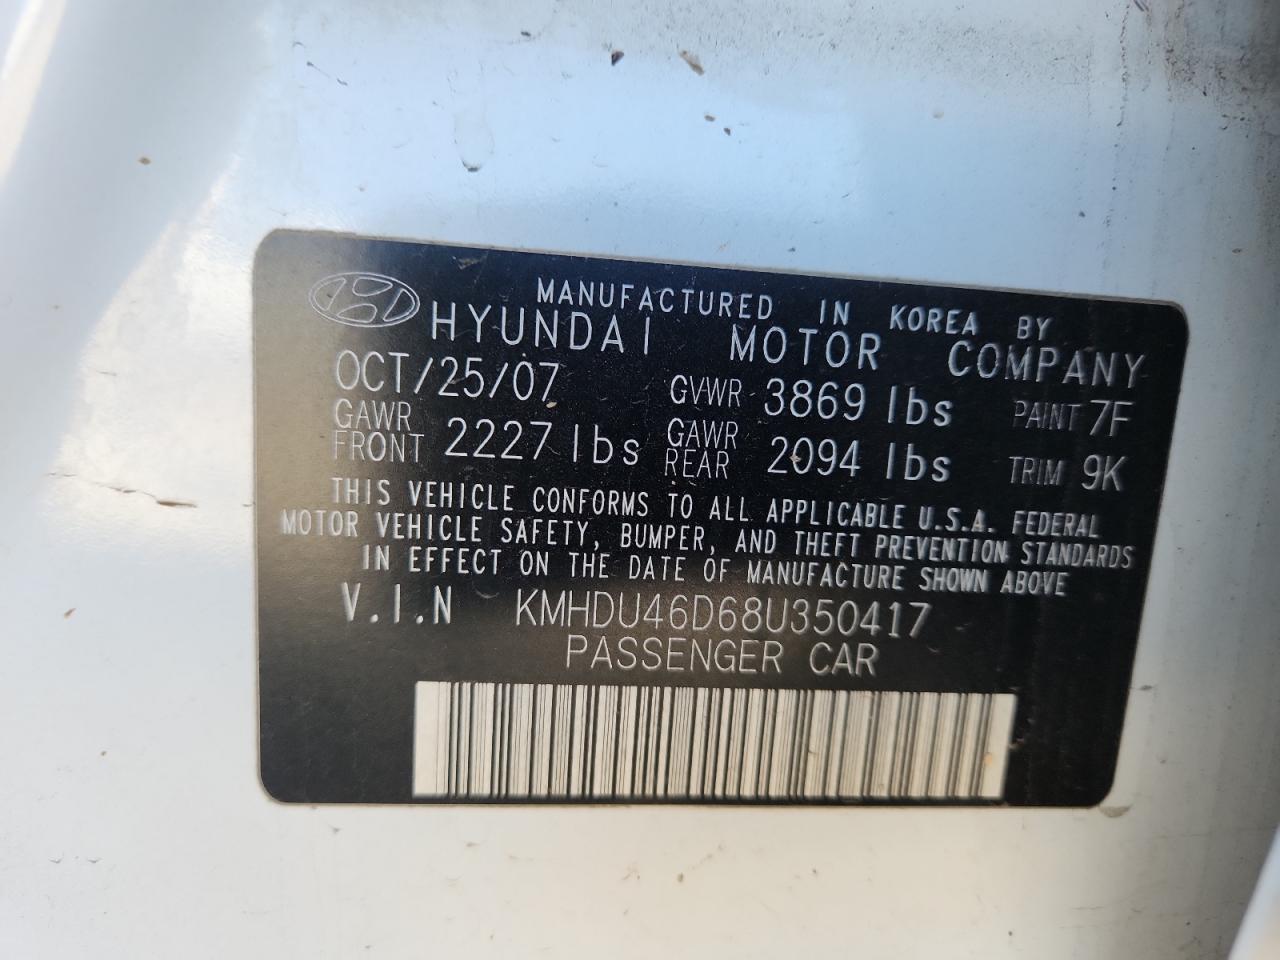 MANUFACTURED IN KOREA BY
HYUNDAI MOTOR COMPANY
OCT/25/07 GVWR 3869 lbs PAINT 7F
GAWR FRONT 2227 lbs GAWR REAR 2094 lbs TRIM 9K
THIS VEHICLE CONFORMS TO ALL APPLICABLE U.S.A. FEDERAL
MOTOR VEHICLE SAFETY, BUMPER, AND THEFT PREVENTION STANDARDS
IN EFFECT ON THE DATE OF MANUFACTURE SHOWN ABOVE
V.I.N KMHDU46D68U350417
PASSENGER CAR